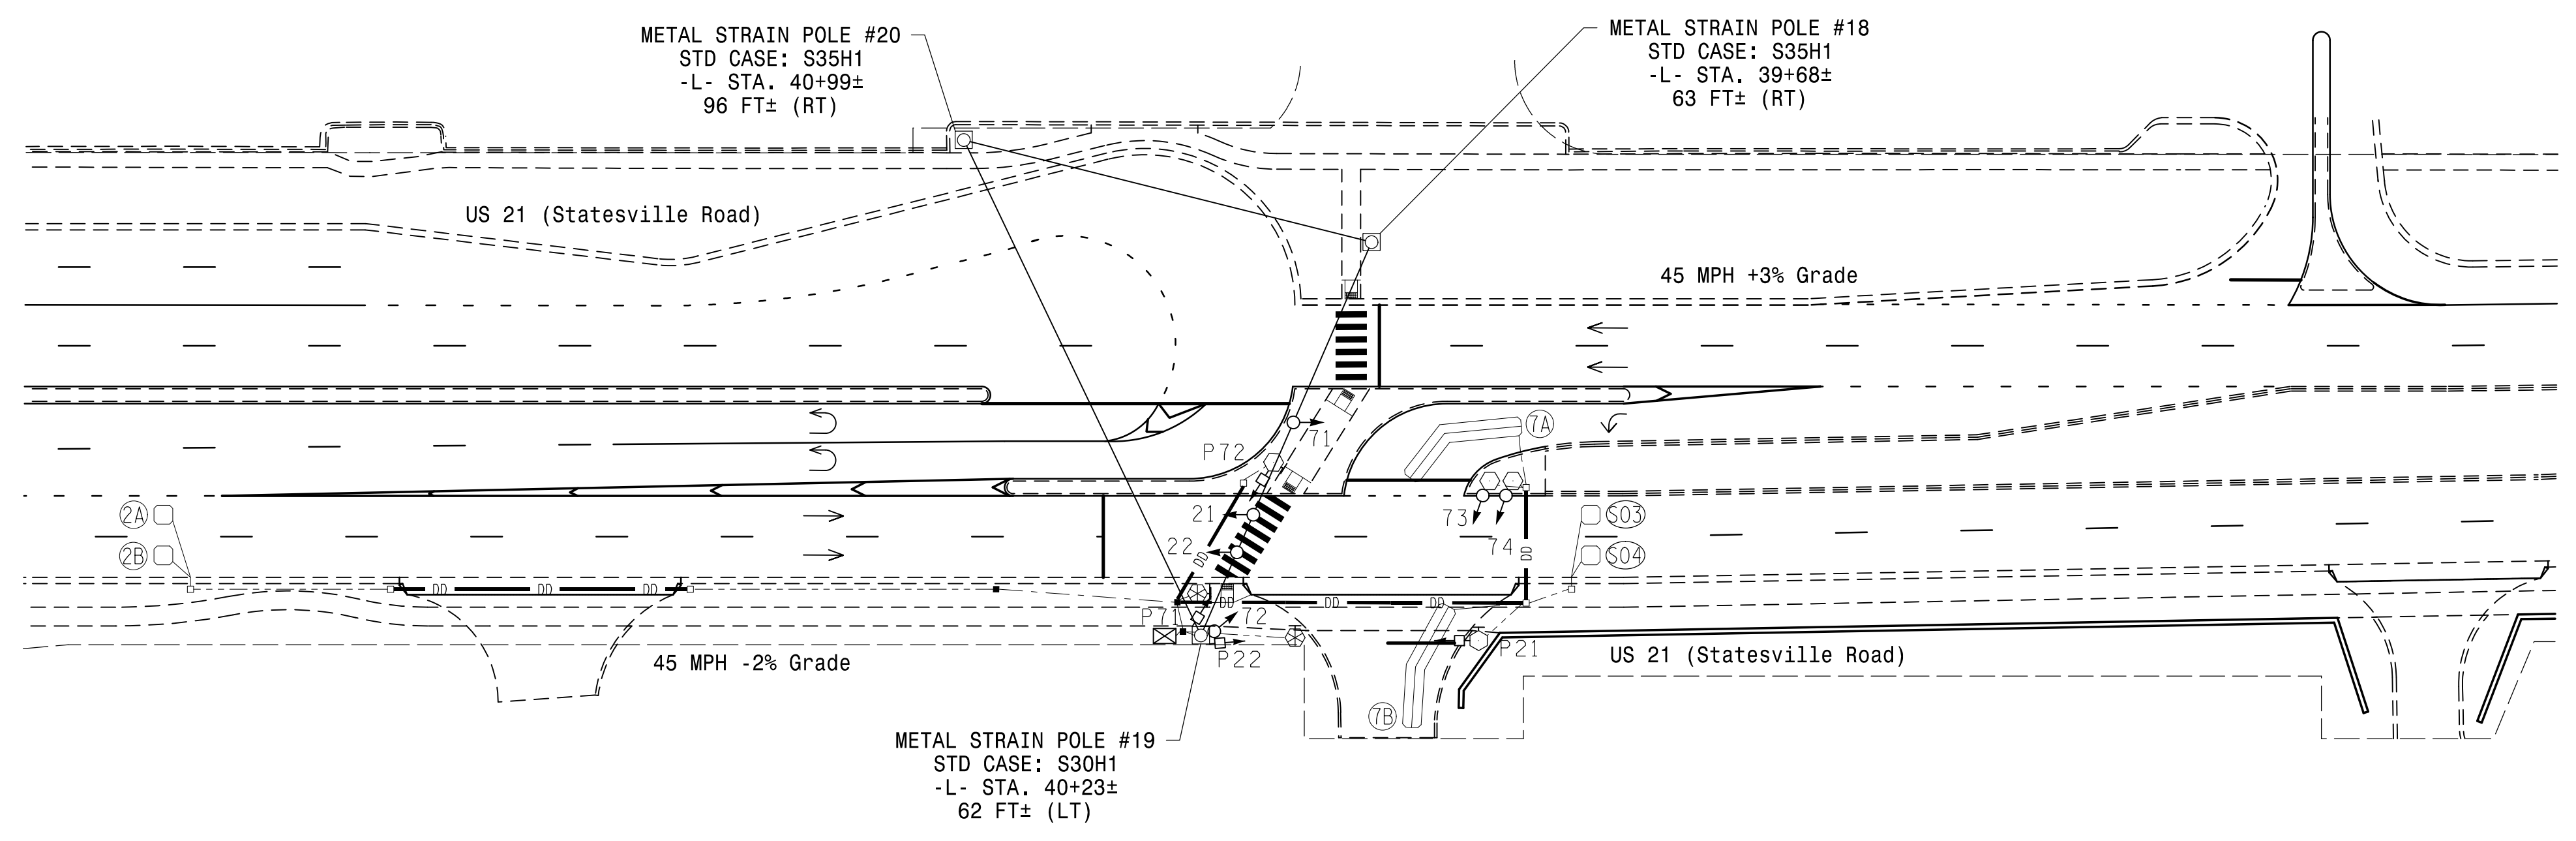 METAL STRAIN POLE #20
STD CASE: S35H1
-L- STA. 40+99±
96 FT± (RT)
METAL STRAIN POLE #18
STD CASE: S35H1
-L- STA. 39+68±
63 FT± (RT)
US 21 (Statesville Road)
45 MPH +3% Grade
7A
71
P72
2A
21
73
S03
2B
22
74
S04
DD
DD
DD
DD
DD
DD
DD
DD
P71
72
P22
P21
45 MPH -2% Grade
US 21 (Statesville Road)
7B
METAL STRAIN POLE #19
STD CASE: S30H1
-L- STA. 40+23±
62 FT± (LT)